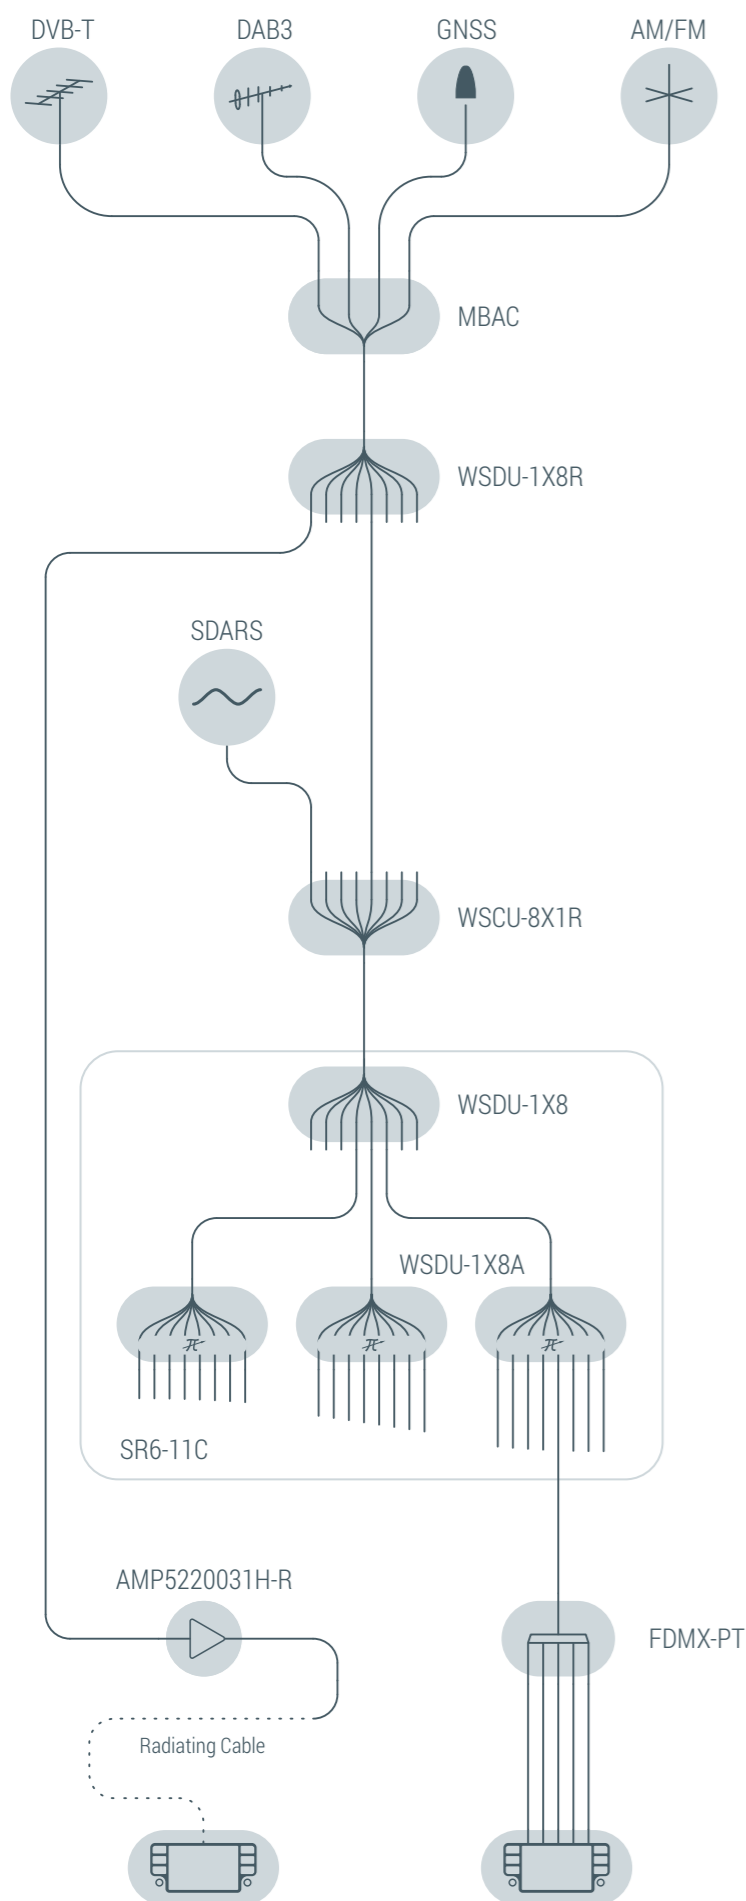 DVB-T
DAB3
GNSS
AM/FM
MBAC
WSDU-1X8R
SDARS
WSCU-8X1R
WSDU-1X8
WSDU-1X8A
SR6-11C
AMP5220031H-R
FDMX-PT
Radiating Cable